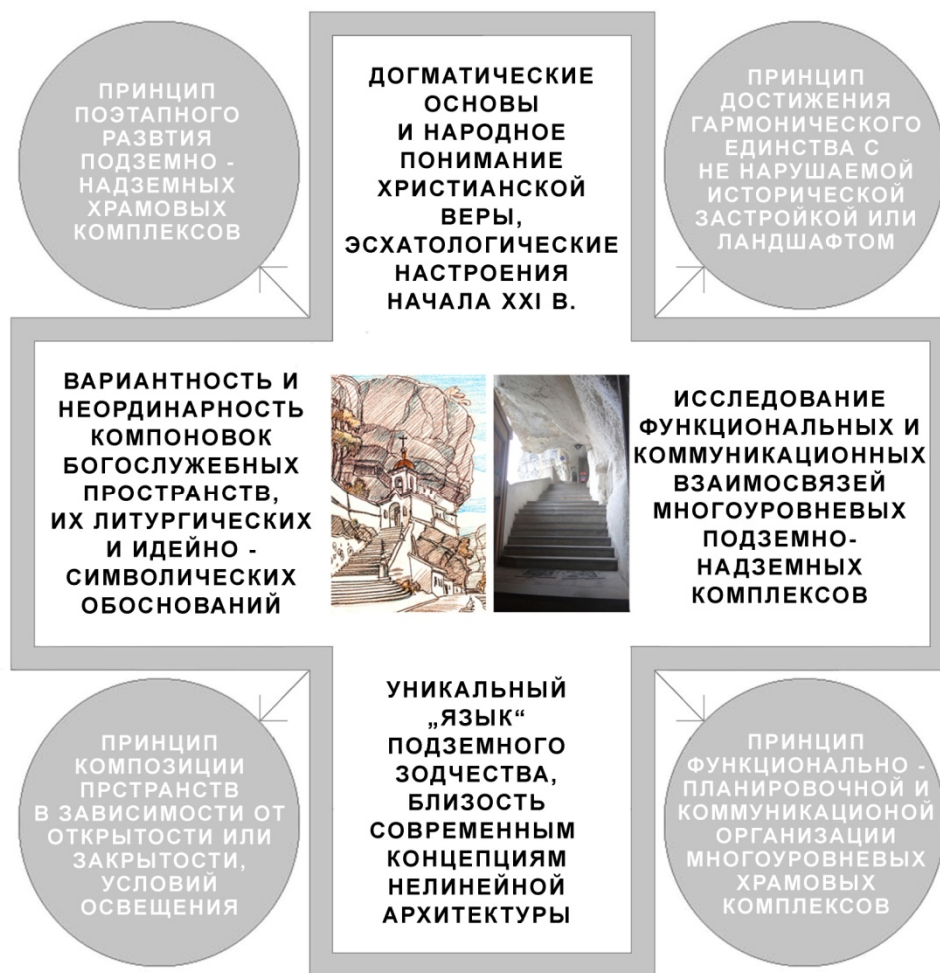 ПРИНЦИП
ПОЭТАПНОГО
РАЗВТИЯ
ПОДЗЕМНО -
НАДЗЕМНЫХ
ХРАМОВЫХ
КОМПЛЕКСОВ
ДОГМАТИЧЕСКИЕ
ОСНОВЫ
И НАРОДНОЕ
ПОНИМАНИЕ
ХРИСТИАНСКОЙ
ВЕРЫ,
ЭСХАТОЛОГИЧЕСКИЕ
НАСТРОЕНИЯ
НАЧАЛА XXI В.
ПРИНЦИП
ДОСТИЖЕНИЯ
ГАРМОНИЧЕСКОГО
ЕДИНСТВА С
НЕ НАРУШАЕМОЙ
ИСТОРИЧЕСКОЙ
ЗАСТРОЙКОЙ ИЛИ
ЛАНДШАФТОМ
ВАРИАНТНОСТЬ И
НЕОРДИНАРНОСТЬ
КОМПОНОВОК
БОГОСЛУЖЕБНЫХ
ПРОСТРАНСТВ,
ИХ ЛИТУРГИЧЕСКИХ
И ИДЕЙНО -
СИМВОЛИЧЕСКИХ
ОБОСНОВАНИЙ
ИССЛЕДОВАНИЕ
ФУНКЦИОНАЛЬНЫХ И
КОММУНИКАЦИОННЫХ
ВЗАИМОСВЯЗЕЙ
МНОГОУРОВНЕВЫХ
ПОДЗЕМНО-
НАДЗЕМНЫХ
КОМПЛЕКСОВ
ПРИНЦИП
КОМПОЗИЦИИ
ПРСТРАНСТВ
В ЗАВИСИМОСТИ ОТ
ОТКРЫТОСТИ ИЛИ
ЗАКРЫТОСТИ,
УСЛОВИЙ
ОСВЕЩЕНИЯ
УНИКАЛЬНЫЙ
„ЯЗЫК“
ПОДЗЕМНОГО
ЗОДЧЕСТВА,
БЛИЗОСТЬ
СОВРЕМЕННЫМ
КОНЦЕПЦИЯМ
НЕЛИНЕЙНОЙ
АРХИТЕКТУРЫ
ПРИНЦИП
ФУНКЦИОНАЛЬНО -
ПЛАНИРОВОЧНОЙ И
КОММУНИКАЦИОНОЙ
ОРГАНИЗАЦИИ
МНОГОУРОВНЕВЫХ
ХРАМОВЫХ
КОМПЛЕКСОВ